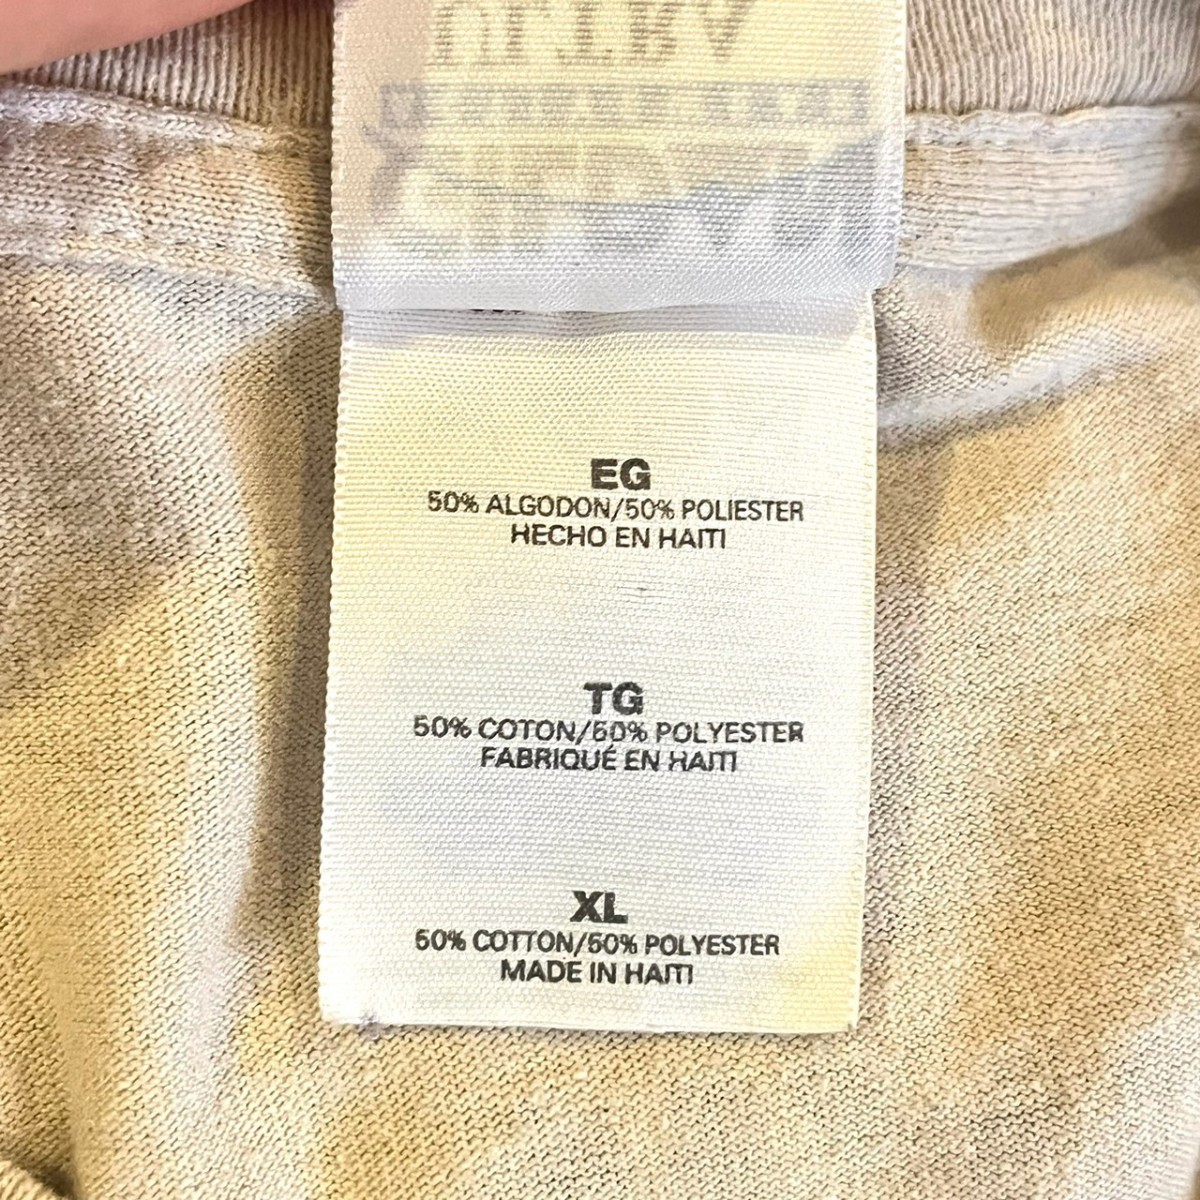 ULTRA
EG
50% ALGODON/50% POLIESTER
HECHO EN HAITI
TG
50% COTON/50% POLYESTER
FABRIQUÉ EN HAITI
XL
50% COTTON/50% POLYESTER
MADE IN HAITI